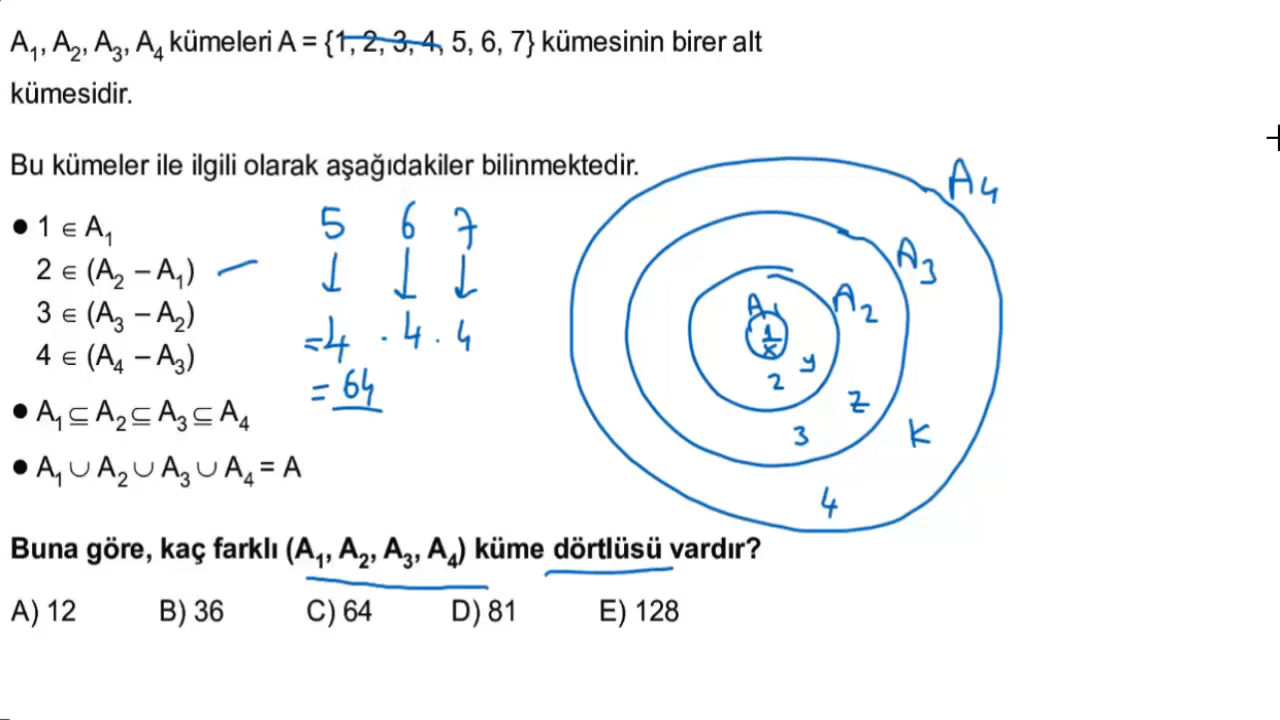 A₁, A₂, A₃, A₄ kümeleri A = {1, 2, 3, 4, 5, 6, 7} kümesinin birer alt
kümesidir.
Bu kümeler ile ilgili olarak aşağıdakiler bilinmektedir.
● 1 ∈ A₁
2 ∈ (A₂ – A₁)
3 ∈ (A₃ – A₂)
4 ∈ (A₄ – A₃)
● A₁ ⊆ A₂ ⊆ A₃ ⊆ A₄
● A₁ ∪ A₂ ∪ A₃ ∪ A₄ = A
5 6 7
↓ ↓ ↓
=4 · 4 · 4
= 64
A₄
A₃
A₂
A₁
1
x
y
2
z
3
K
4
Buna göre, kaç farklı (A₁, A₂, A₃, A₄) küme dörtlüsü vardır?
A) 12 B) 36 C) 64 D) 81 E) 128